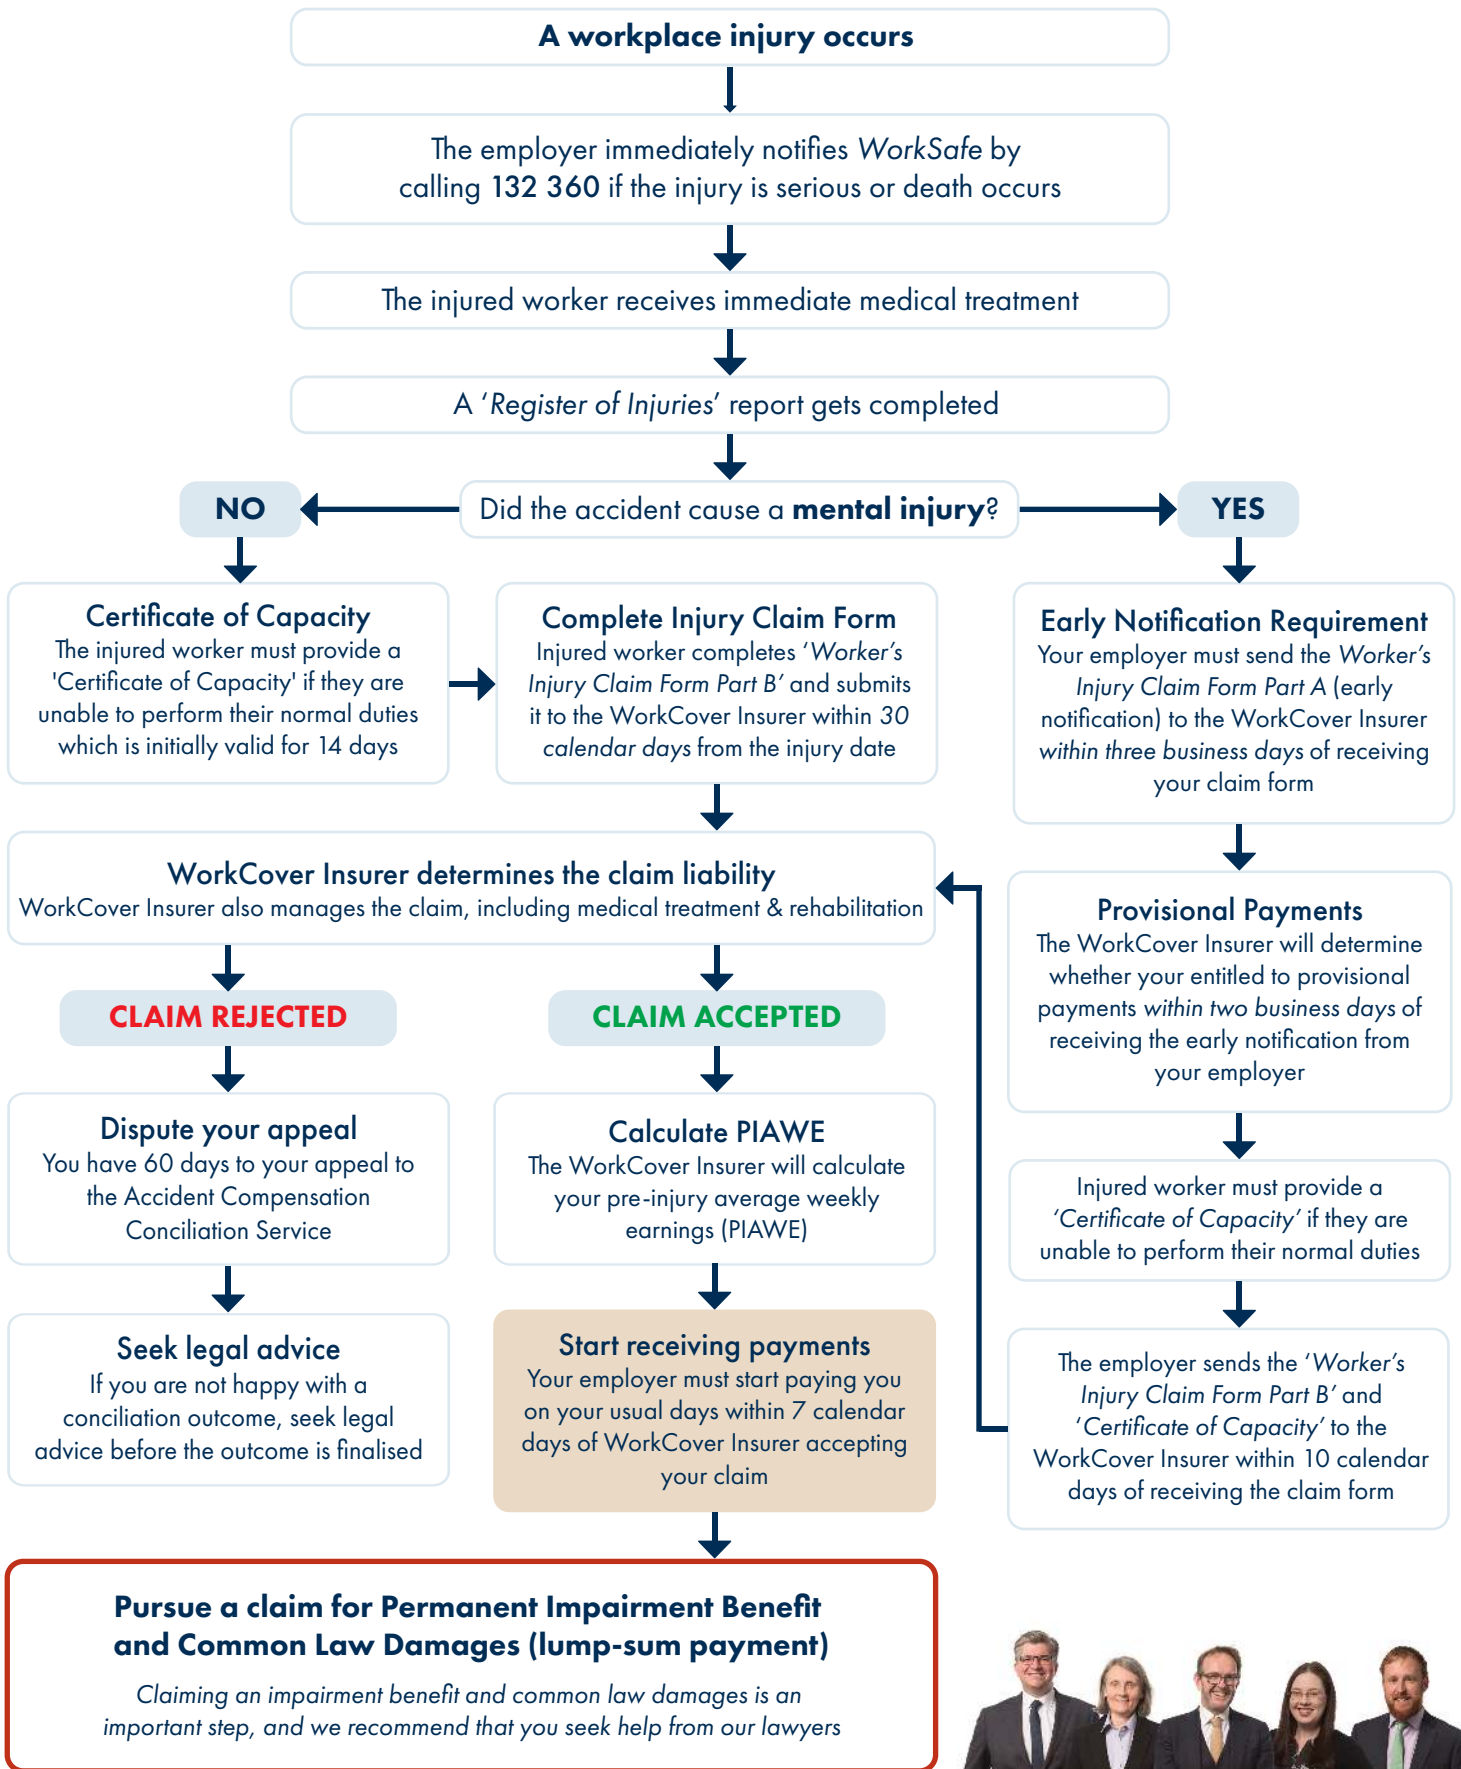 A workplace injury occurs
The employer immediately notifies WorkSafe by
calling 132 360 if the injury is serious or death occurs
The injured worker receives immediate medical treatment
A ‘Register of Injuries’ report gets completed
NO
Did the accident cause a mental injury?
YES
Certificate of Capacity
The injured worker must provide a
'Certificate of Capacity' if they are
unable to perform their normal duties
which is initially valid for 14 days
Complete Injury Claim Form
Injured worker completes ‘Worker’s
Injury Claim Form Part B’ and submits
it to the WorkCover Insurer within 30
calendar days from the injury date
Early Notification Requirement
Your employer must send the Worker’s
Injury Claim Form Part A (early
notification) to the WorkCover Insurer
within three business days of receiving
your claim form
WorkCover Insurer determines the claim liability
WorkCover Insurer also manages the claim, including medical treatment & rehabilitation
Provisional Payments
The WorkCover Insurer will determine
whether your entitled to provisional
payments within two business days of
receiving the early notification from
your employer
CLAIM REJECTED
CLAIM ACCEPTED
Dispute your appeal
You have 60 days to your appeal to
the Accident Compensation
Conciliation Service
Calculate PIAWE
The WorkCover Insurer will calculate
your pre-injury average weekly
earnings (PIAWE)
Injured worker must provide a
‘Certificate of Capacity’ if they are
unable to perform their normal duties
Seek legal advice
If you are not happy with a
conciliation outcome, seek legal
advice before the outcome is finalised
Start receiving payments
Your employer must start paying you
on your usual days within 7 calendar
days of WorkCover Insurer accepting
your claim
The employer sends the ‘Worker’s
Injury Claim Form Part B’ and
‘Certificate of Capacity’ to the
WorkCover Insurer within 10 calendar
days of receiving the claim form
Pursue a claim for Permanent Impairment Benefit
and Common Law Damages (lump-sum payment)
Claiming an impairment benefit and common law damages is an
important step, and we recommend that you seek help from our lawyers